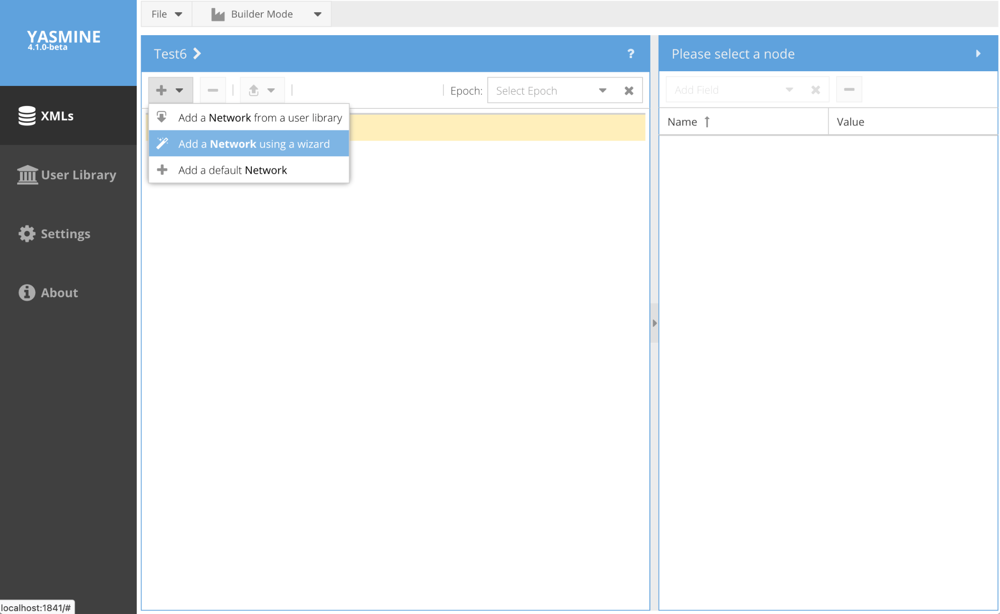 YASMINE
4.1.0-beta
XMLs
User Library
Settings
About
File
Builder Mode
Test6
?
Epoch: Select Epoch
Add a Network from a user library
Add a Network using a wizard
Add a default Network
Please select a node
Add Field
Name
Value
localhost:1841/#